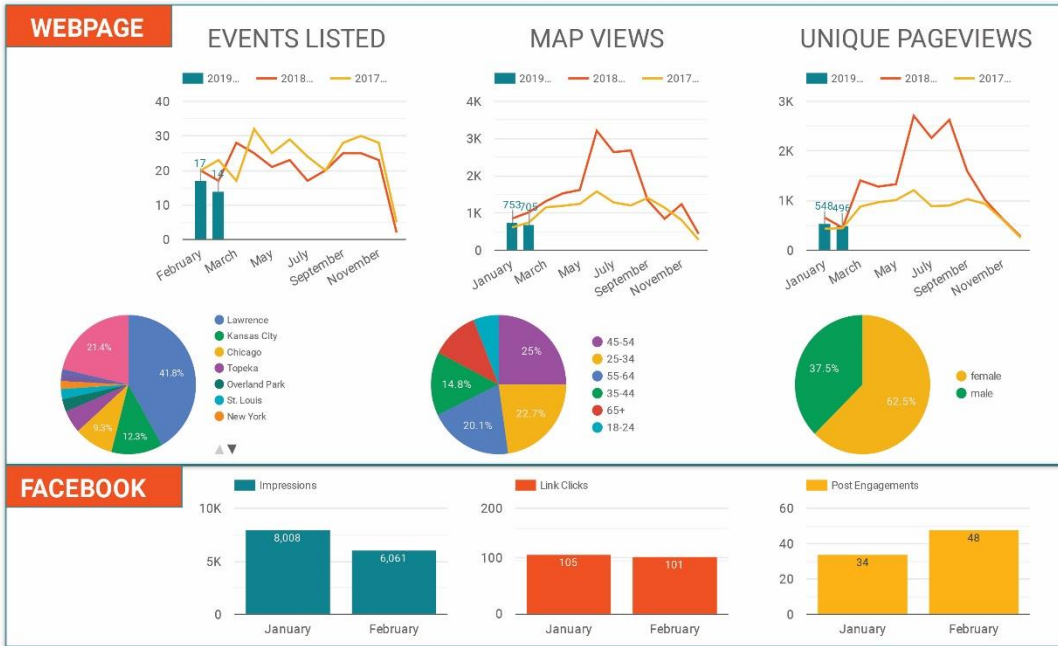 WEBPAGE
EVENTS LISTED
MAP VIEWS
UNIQUE PAGEVIEWS
2019... 2018... 2017...
2019... 2018... 2017...
2019... 2018... 2017...
40
30
20
10
0
17
14
February March May July September November
4K
3K
2K
1K
0
753
705
January March May July September November
3K
2K
1K
0
548
496
January March May July September November
21.4%
41.8%
9.3%
12.3%
Lawrence
Kansas City
Chicago
Topeka
Overland Park
St. Louis
New York
25%
14.8%
22.7%
20.1%
45-54
25-34
55-64
35-44
65+
18-24
37.5%
62.5%
female
male
FACEBOOK
Impressions
10K
5K
0
8,008
6,061
January February
Link Clicks
200
100
0
105
101
January February
Post Engagements
60
40
20
0
34
48
January February